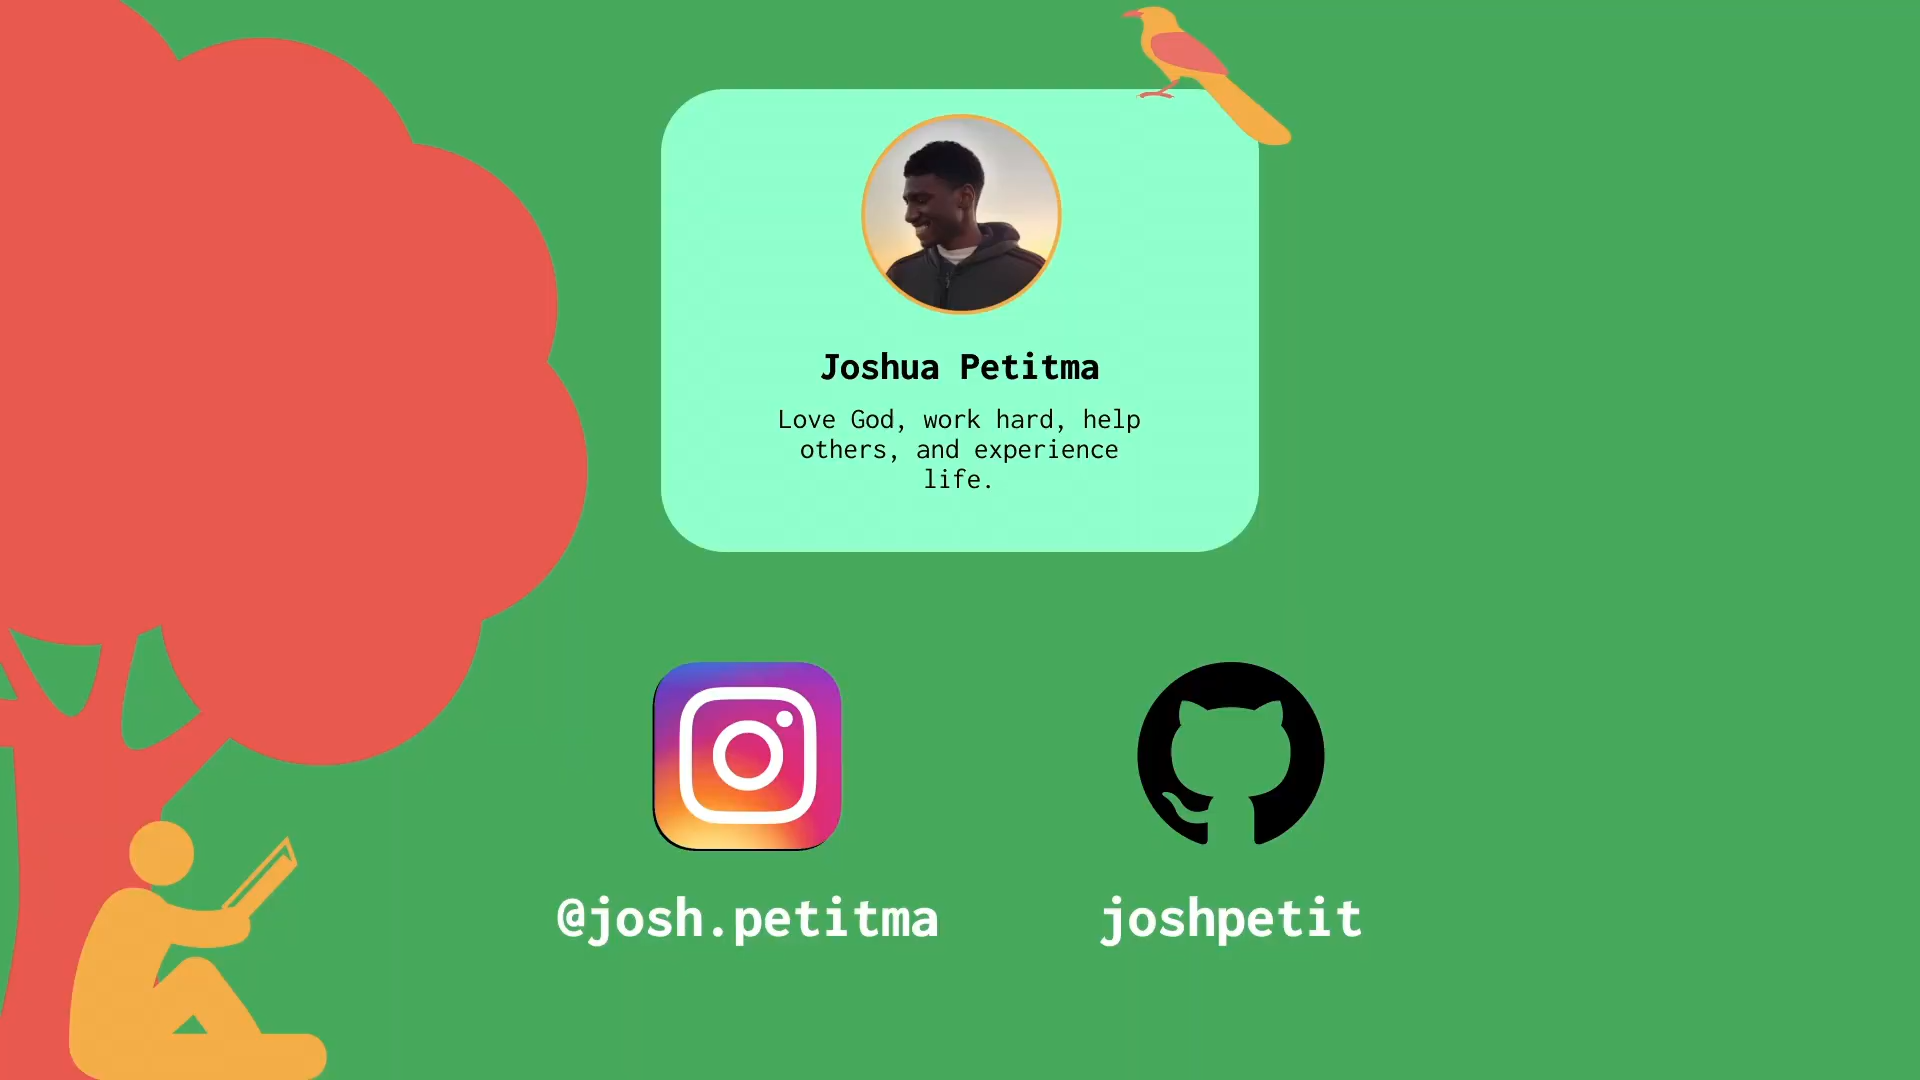 Joshua Petitma
Love God, work hard, help
others, and experience
life.
@josh.petitma
joshpetit